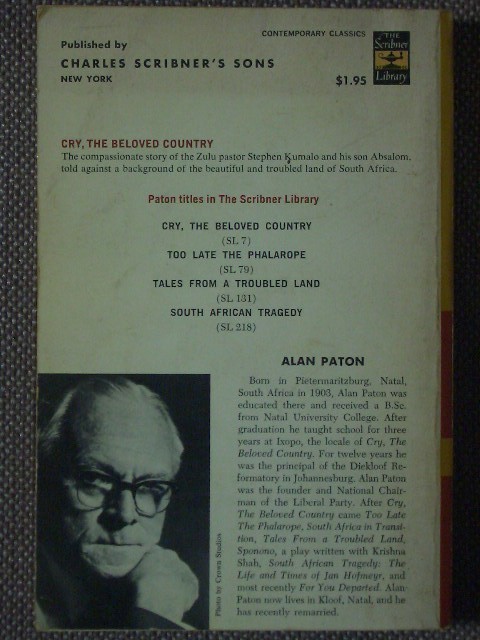 CONTEMPORARY CLASSICS
THE
Scribner
Library
Published by
CHARLES SCRIBNER'S SONS
NEW YORK
$1.95
CRY, THE BELOVED COUNTRY
The compassionate story of the Zulu pastor Stephen Kumalo and his son Absalom,
told against a background of the beautiful and troubled land of South Africa.
Paton titles in The Scribner Library
CRY, THE BELOVED COUNTRY
(SL 7)
TOO LATE THE PHALAROPE
(SL 79)
TALES FROM A TROUBLED LAND
(SL 131)
SOUTH AFRICAN TRAGEDY
(SL 218)
ALAN PATON
Born in Pietermaritzburg, Natal,
South Africa in 1903, Alan Paton was
educated there and received a B.Sc.
from Natal University College. After
graduation he taught school for three
years at Ixopo, the locale of Cry, The
Beloved Country. For twelve years he
was the principal of the Diekloof Re-
formatory in Johannesburg. Alan Paton
was the founder and National Chair-
man of the Liberal Party. After Cry,
The Beloved Country came Too Late
The Phalarope, South Africa in Transi-
tion, Tales From a Troubled Land,
Sponono, a play written with Krishna
Shah, South African Tragedy: The
Life and Times of Jan Hofmeyr, and
most recently For You Departed. Alan
Paton now lives in Kloof, Natal, and he
has recently remarried.
Photo by Crown Studios